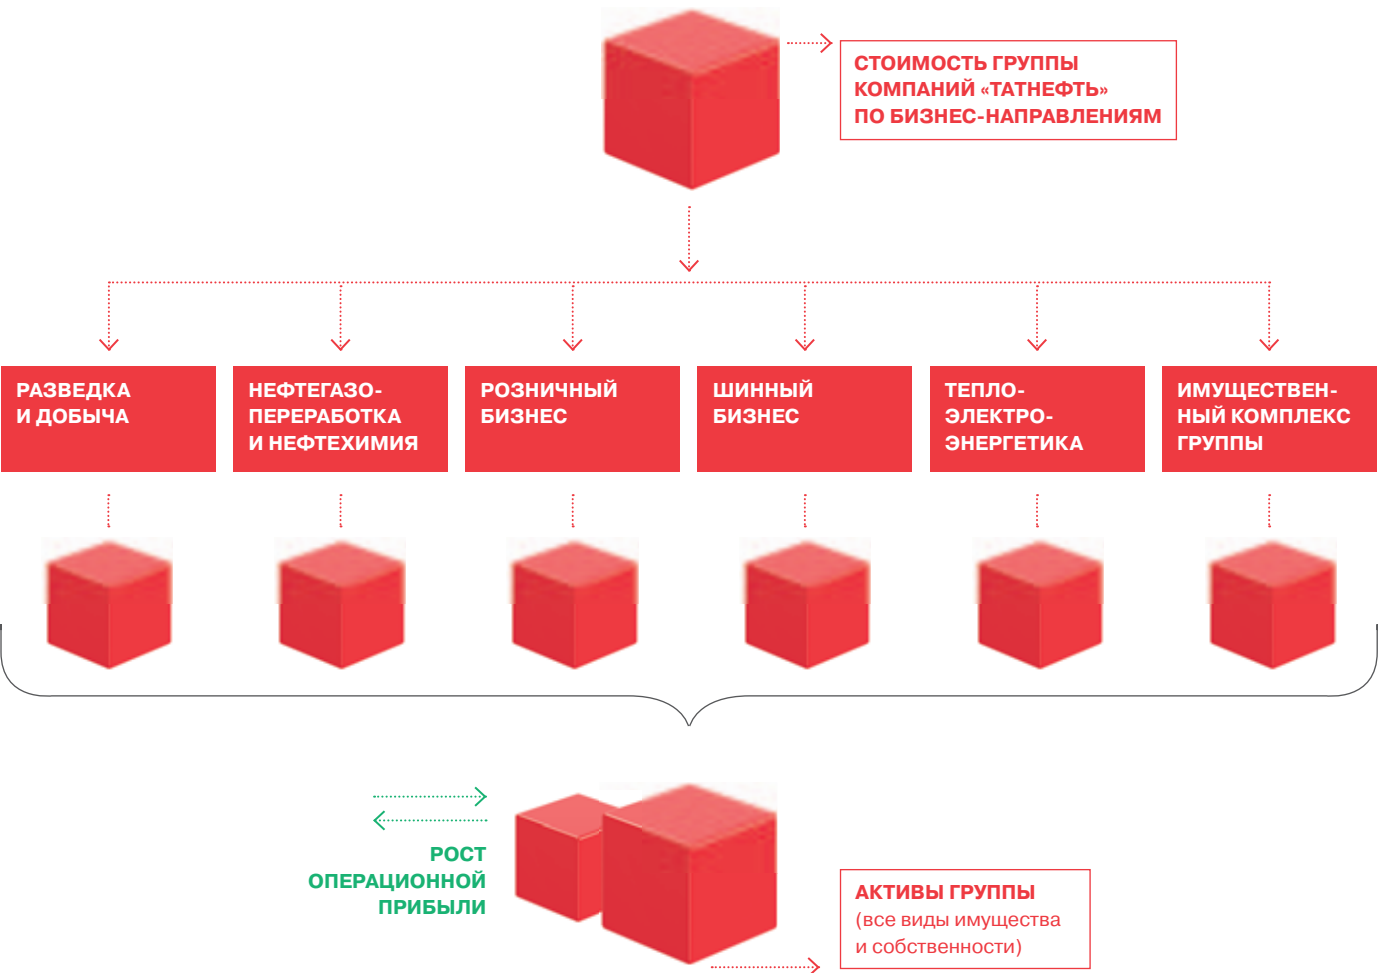 СТОИМОСТЬ ГРУППЫ
КОМПАНИЙ «ТАТНЕФТЬ»
ПО БИЗНЕС-НАПРАВЛЕНИЯМ
РАЗВЕДКА
И ДОБЫЧА
НЕФТЕГАЗО-
ПЕРЕРАБОТКА
И НЕФТЕХИМИЯ
РОЗНИЧНЫЙ
БИЗНЕС
ШИННЫЙ
БИЗНЕС
ТЕПЛО-
ЭЛЕКТРО-
ЭНЕРГЕТИКА
ИМУЩЕСТВЕН-
НЫЙ КОМПЛЕКС
ГРУППЫ
РОСТ
ОПЕРАЦИОННОЙ
ПРИБЫЛИ
АКТИВЫ ГРУППЫ
(все виды имущества
и собственности)